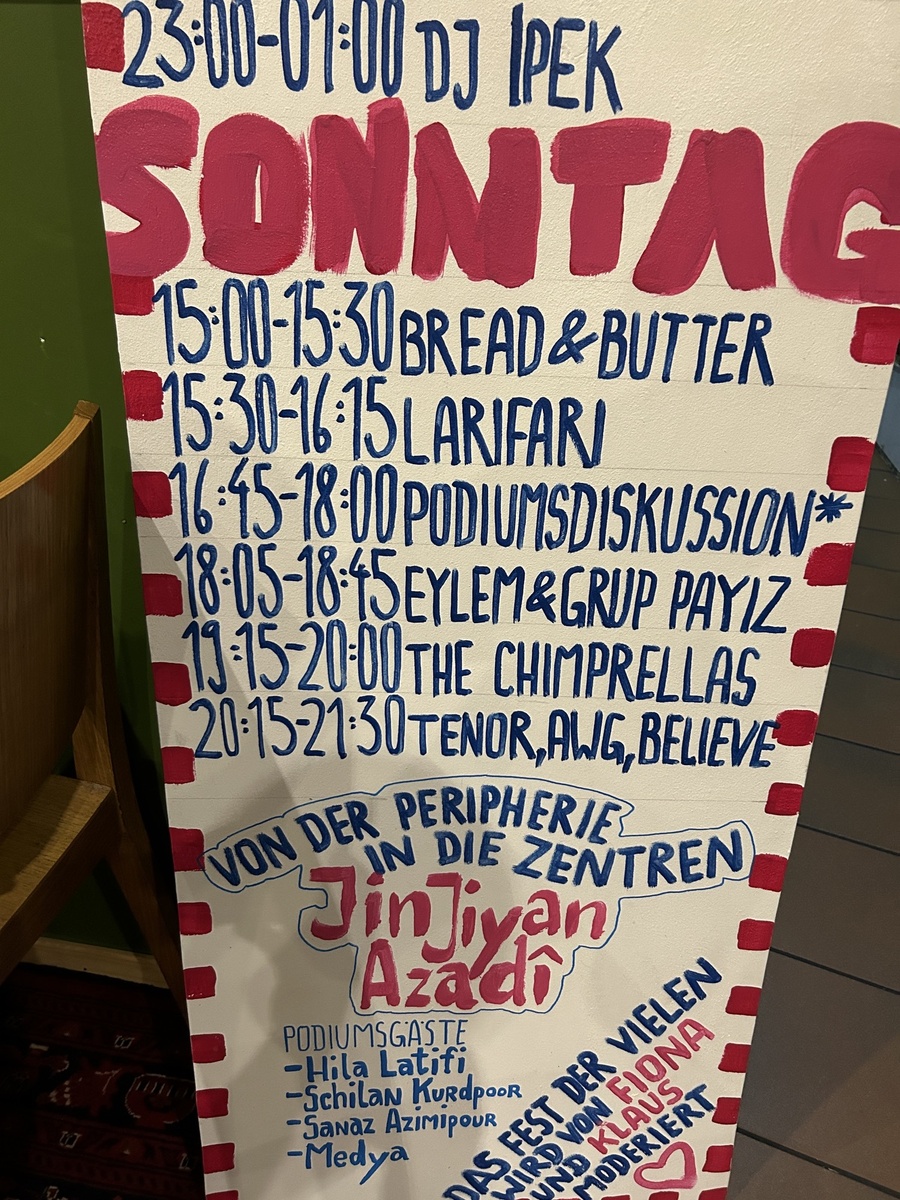 23:00-01:00 DJ IPEK
SONNTAG
15:00-15:30 BREAD & BUTTER
15:30-16:15 LARIFARI
16:45-18:00 PODIUMSDISKUSSION*
18:05-18:45 EYLEM & GRUP PAYIZ
19:15-20:00 THE CHIMPRELLAS
20:15-21:30 TENOR, AWG, BELIEVE
VON DER PERIPHERIE
IN DIE ZENTREN
Jin Jiyan
Azadî
PODIUMSGÄSTE
-Hila Latifi
-Schilan Kurdpoor
-Sanaz Azimipour
-Medya
DAS FEST DER VIELEN
WIRD VON FIONA
UND KLAUS
MODERIERT